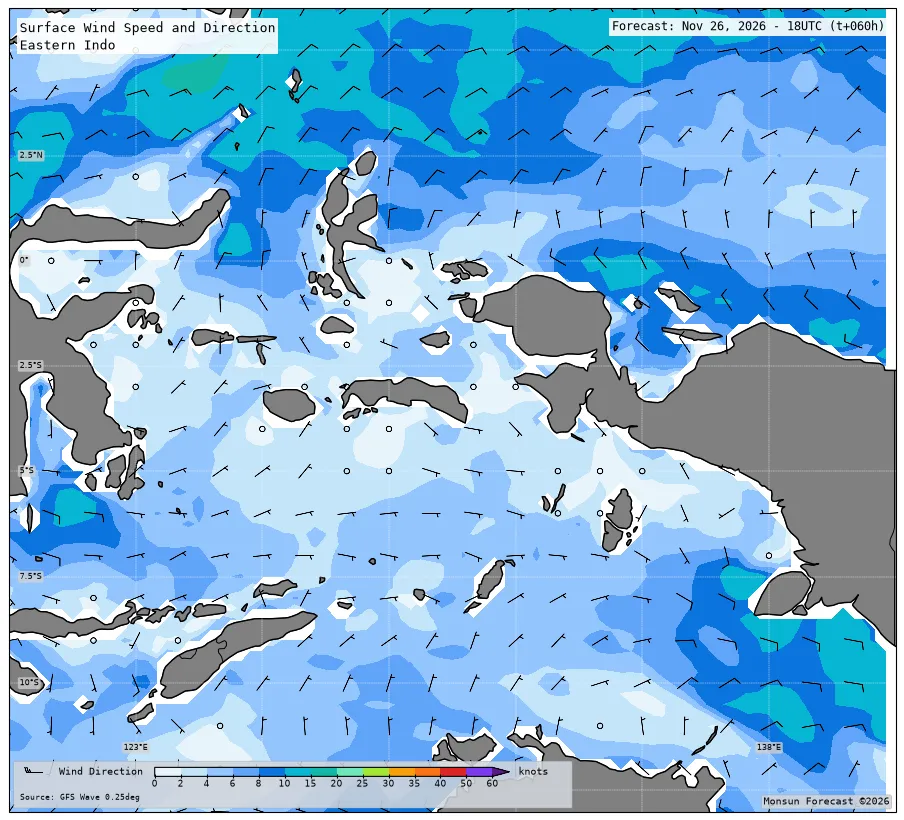 Surface Wind Speed and Direction
Eastern Indo
Forecast: Nov 26, 2026 - 18UTC (t+060h)
2.5°N
0°
2.5°S
5°S
7.5°S
10°S
123°E
138°E
Wind Direction
0 2 4 6 8 10 15 20 25 30 35 40 50 60
knots
Source: GFS Wave 0.25deg
Monsun Forecast ©2026